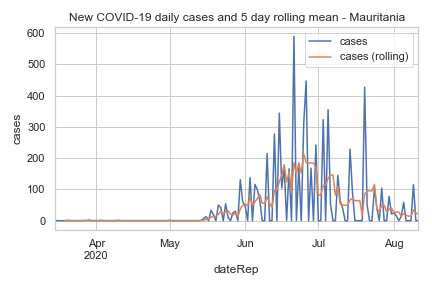 New COVID-19 daily cases and 5 day rolling mean - Mauritania
cases
cases (rolling)
600
500
400
300
200
100
0
cases
Apr
2020
May
Jun
Jul
Aug
dateRep